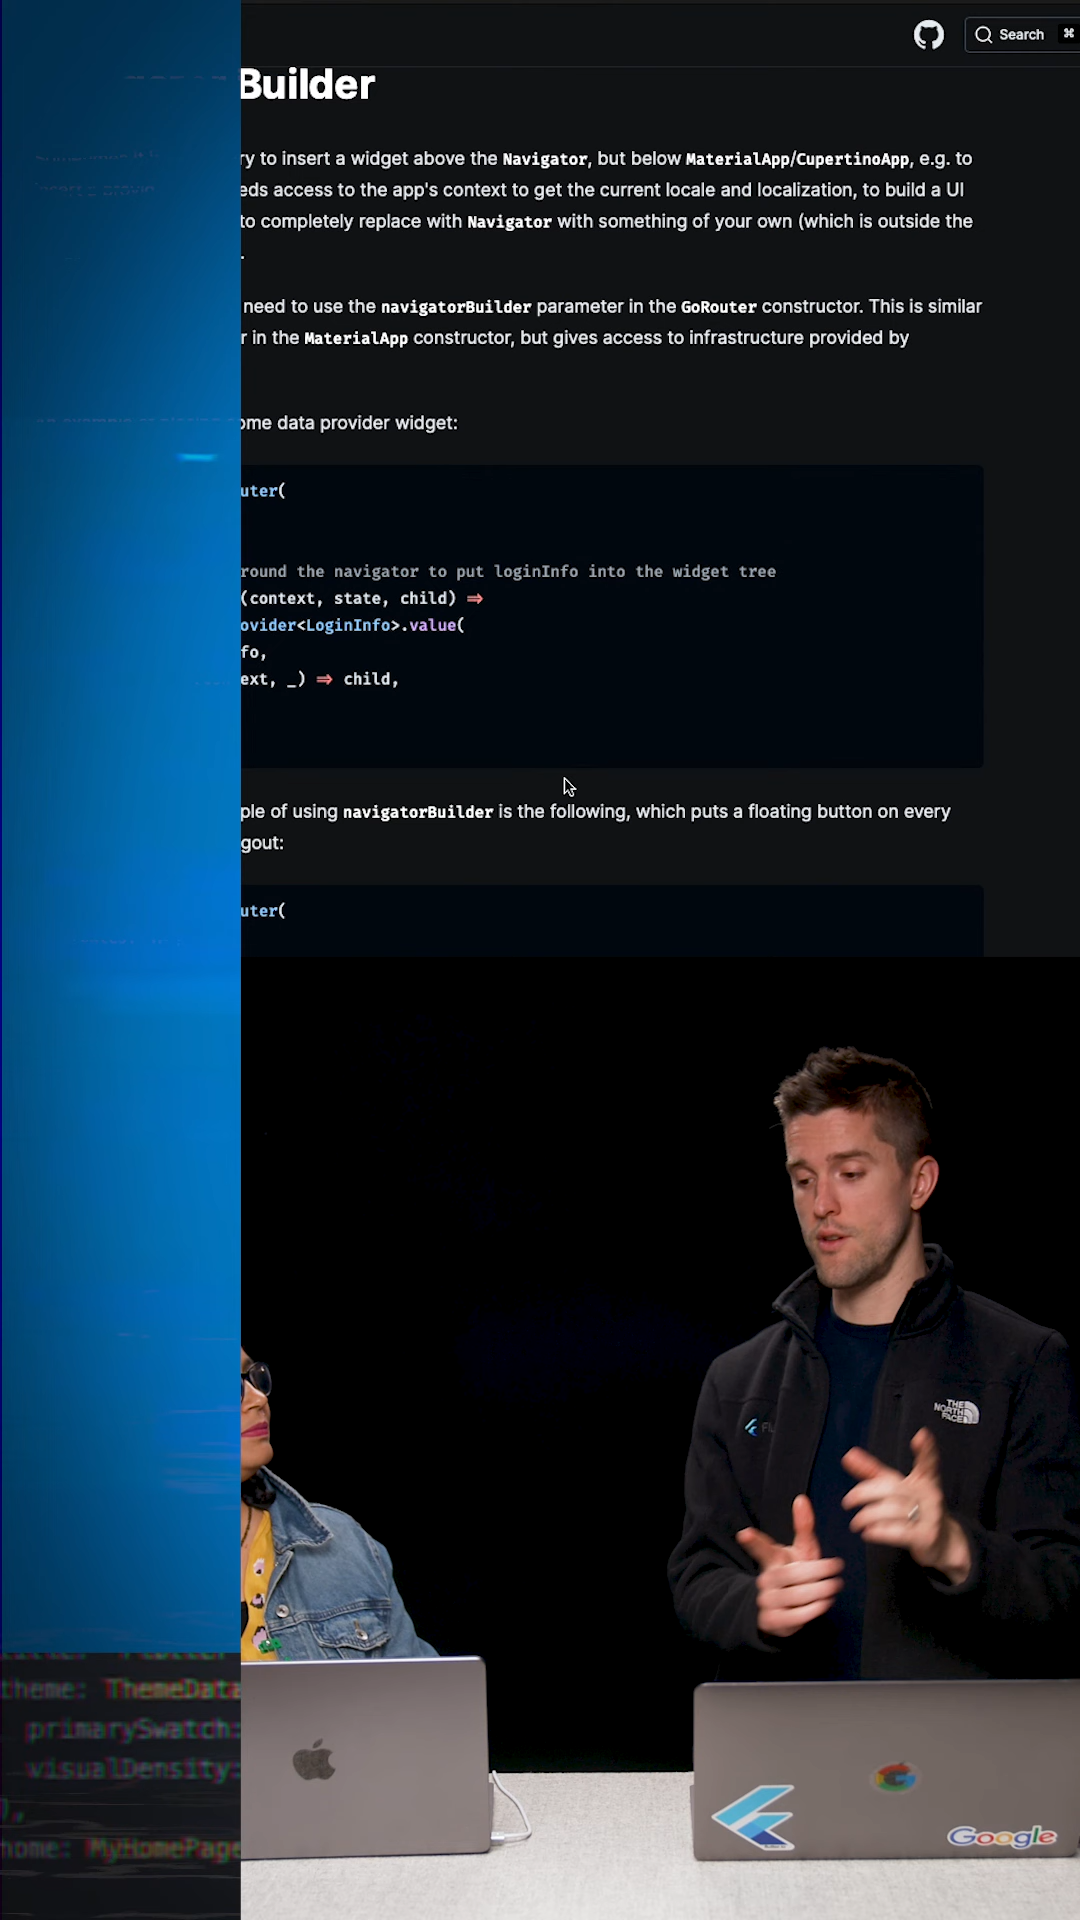 Search ⌘
Builder
ry to insert a widget above the Navigator, but below MaterialApp/CupertinoApp, e.g. to
eds access to the app's context to get the current locale and localization, to build a UI
to completely replace with Navigator with something of your own (which is outside the
.
need to use the navigatorBuilder parameter in the GoRouter constructor. This is similar
r in the MaterialApp constructor, but gives access to infrastructure provided by
ome data provider widget:
uter(
round the navigator to put loginInfo into the widget tree
(context, state, child) =>
ovider<LoginInfo>.value(
fo,
ext, _) => child,
ple of using navigatorBuilder is the following, which puts a floating button on every
gout:
uter(
THE
NORTH
FACE
Fl
theme: ThemeData
primarySwatch:
visualDensity:
),
home: MyHomePage
Google